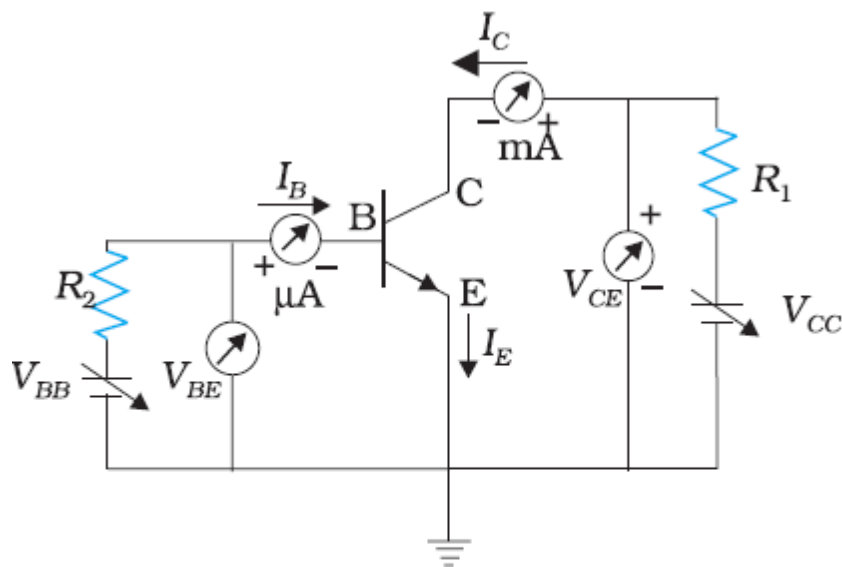 I_C
− +
mA
I_B
B
C
R_1
+ −
μA
R_2
E
V_CE
+
−
V_CC
I_E
V_BB
V_BE